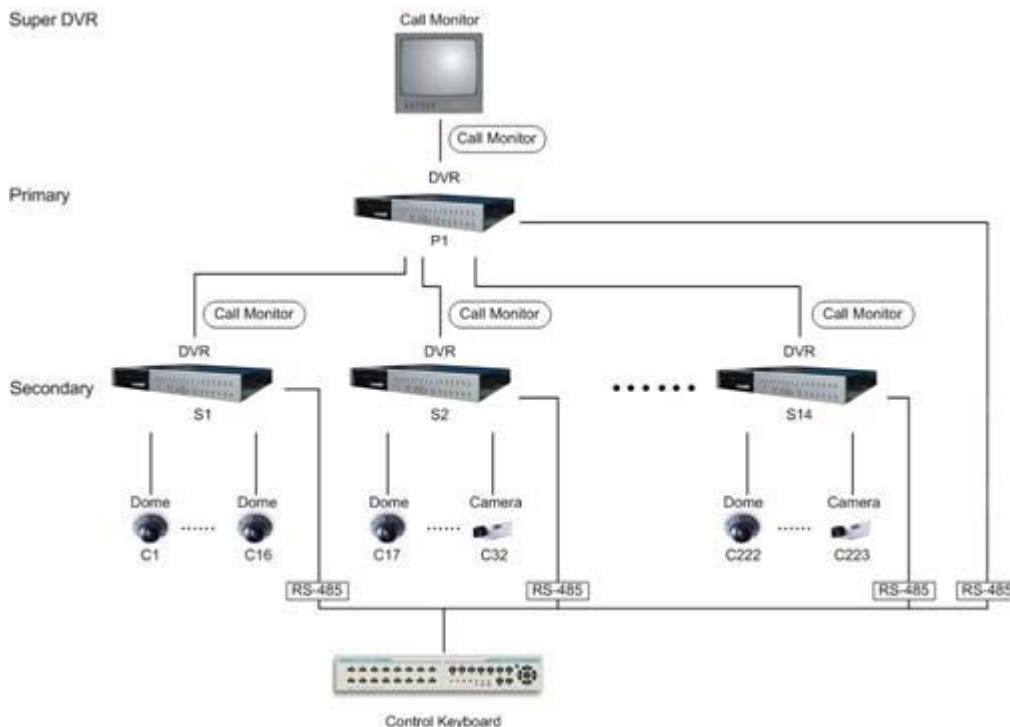 Super DVR
Call Monitor
Call Monitor
DVR
Primary
P1
Call Monitor
Call Monitor
Call Monitor
DVR
DVR
DVR
Secondary
S1
S2
S14
Dome
Dome
Dome
Camera
Dome
Camera
C1
C16
C17
C32
C222
C223
RS-485
RS-485
RS-485
RS-485
Control Keyboard